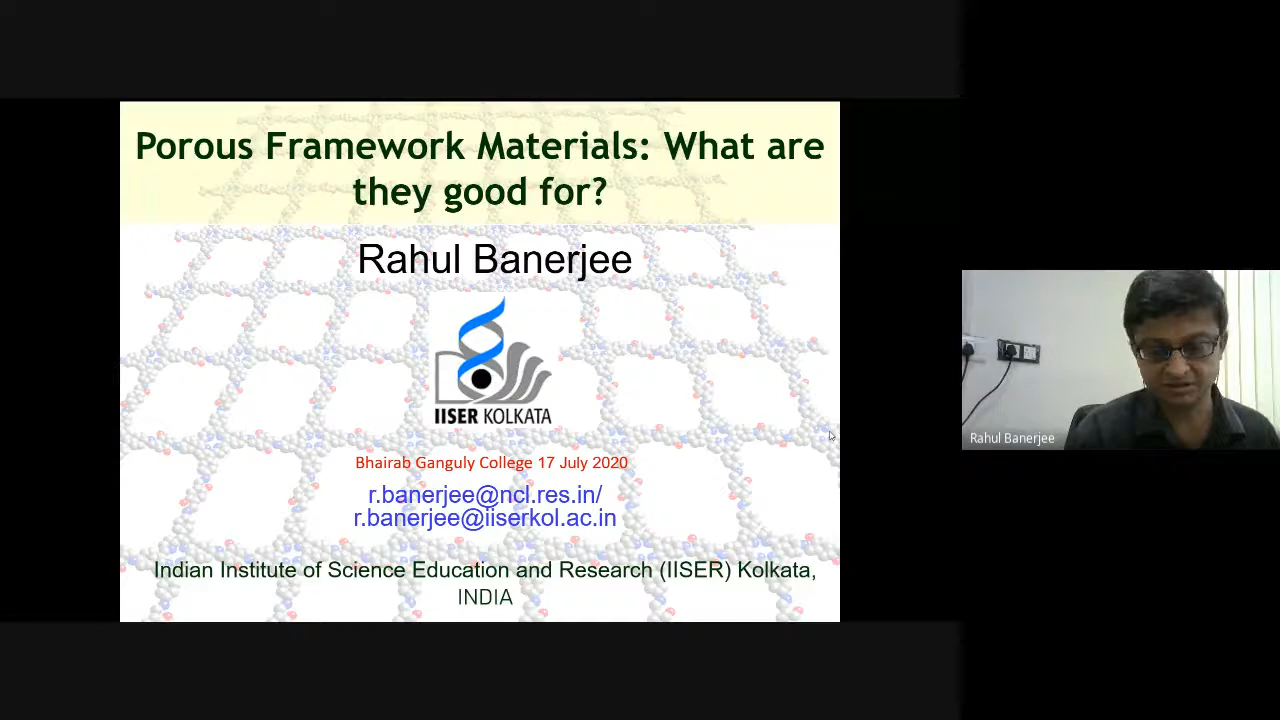 Porous Framework Materials: What are
they good for?
Rahul Banerjee
IISER KOLKATA
Bhairab Ganguly College 17 July 2020
r.banerjee@ncl.res.in/
r.banerjee@iiserkol.ac.in
Indian Institute of Science Education and Research (IISER) Kolkata,
INDIA
Rahul Banerjee